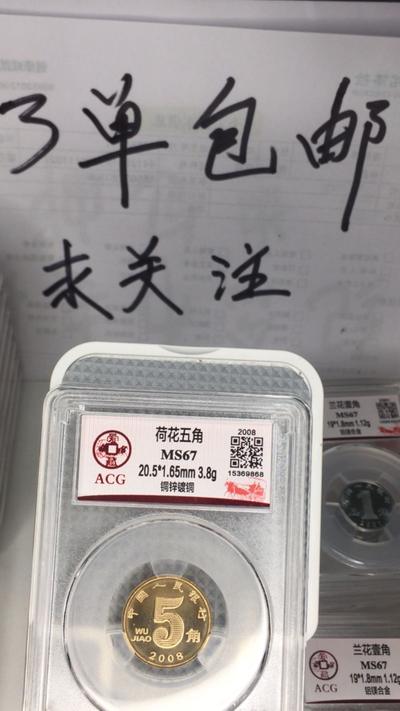 3单包邮
求关注
荷花五角
MS67
20.5*1.65mm 3.8g
铜锌镀铜
ACG
2008
15369868
中国人民银行
5
角
WU
JIAO
2008
兰花壹角
MS67
19*1.8mm 1.12g
铝镁合金
1
兰花壹角
MS67
19*1.8mm 1.12g
铝镁合金
ACG